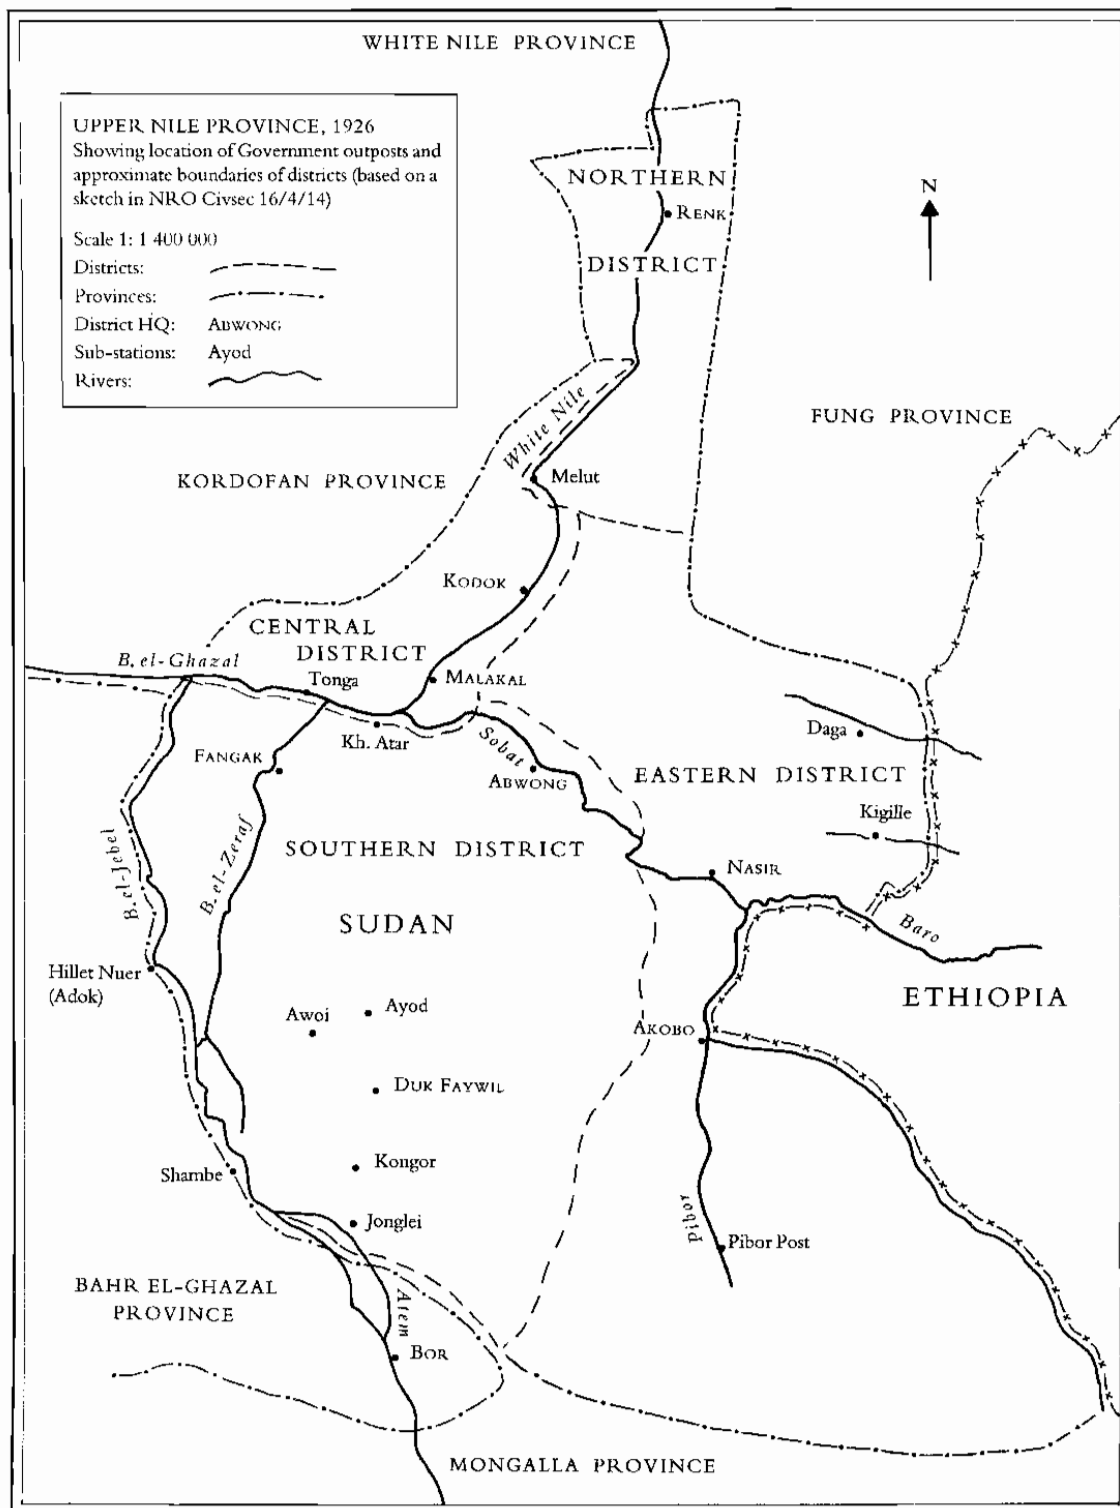 WHITE NILE PROVINCE
UPPER NILE PROVINCE, 1926
Showing location of Government outposts and
approximate boundaries of districts (based on a
sketch in NRO Civsec 16/4/14)
Scale 1: 1 400 000
Districts:
Provinces:
District HQ: ABWONG
Sub-stations: Ayod
Rivers:
NORTHERN
RENK
DISTRICT
N
White Nile
FUNG PROVINCE
KORDOFAN PROVINCE
Melut
KODOK
CENTRAL
DISTRICT
B. el-Ghazal
Tonga
MALAKAL
Kh. Atar
Sobat
Daga
FANGAK
ABWONG
EASTERN DISTRICT
Kigille
B. el-Jebel
B. el-Zeraf
SOUTHERN DISTRICT
NASIR
SUDAN
Baro
Hillet Nuer
(Adok)
ETHIOPIA
Awoi
Ayod
AKOBO
DUK FAYWIL
Shambe
Kongor
Jonglei
Pibor
Pibor Post
BAHR EL-GHAZAL
PROVINCE
Atem
BOR
MONGALLA PROVINCE